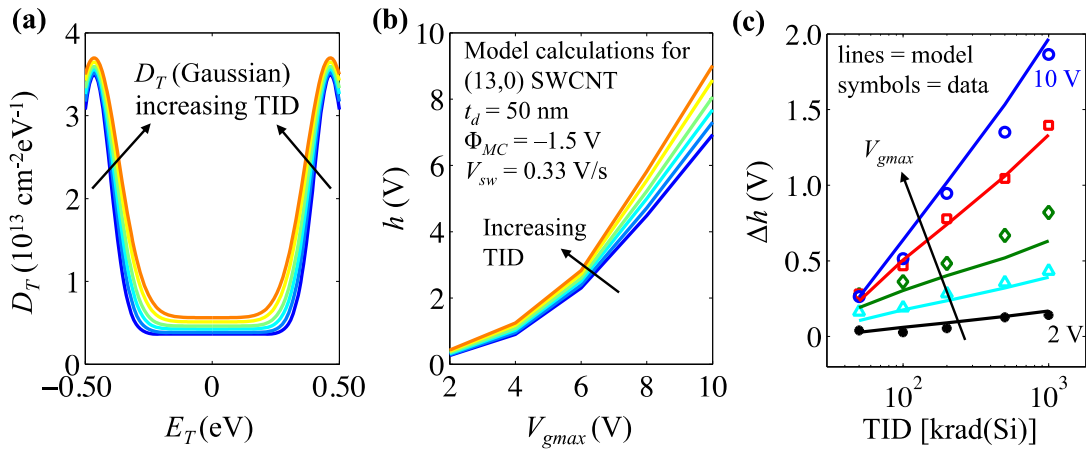 (a)
4
3
2
1
0
D_T (10^13 cm^-2 eV^-1)
D_T (Gaussian)
increasing TID
−0.50
0
0.50
E_T (eV)
(b)
10
8
6
4
2
0
h (V)
Model calculations for
(13,0) SWCNT
t_d = 50 nm
Φ_MC = –1.5 V
V_sw = 0.33 V/s
Increasing
TID
2
4
6
8
10
V_gmax (V)
(c)
2.0
1.5
1.0
0.5
0
Δh (V)
lines = model
symbols = data
10 V
V_gmax
2 V
10^2
10^3
TID [krad(Si)]